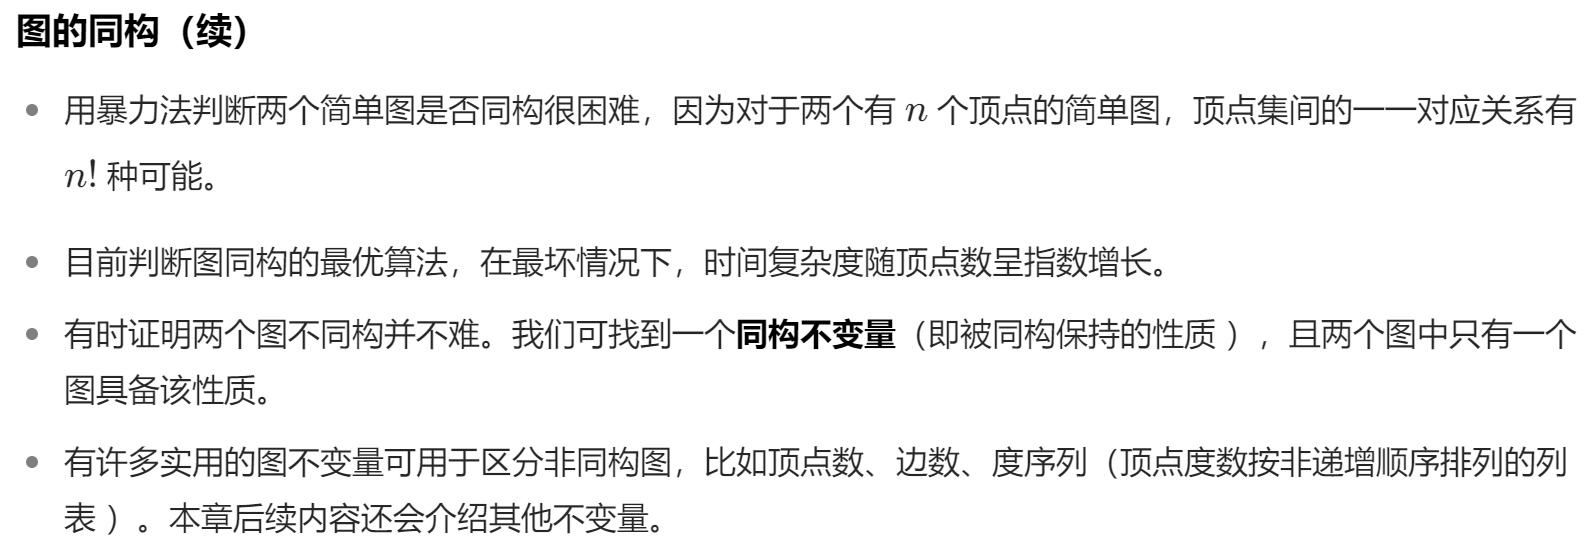 图的同构（续）
用暴力法判断两个简单图是否同构很困难，因为对于两个有 n 个顶点的简单图，顶点集间的一一对应关系有
n! 种可能。
目前判断图同构的最优算法，在最坏情况下，时间复杂度随顶点数呈指数增长。
有时证明两个图不同构并不难。我们可找到一个同构不变量（即被同构保持的性质 ），且两个图中只有一个
图具备该性质。
有许多实用的图不变量可用于区分非同构图，比如顶点数、边数、度序列（顶点度数按非递增顺序排列的列
表 ）。本章后续内容还会介绍其他不变量。